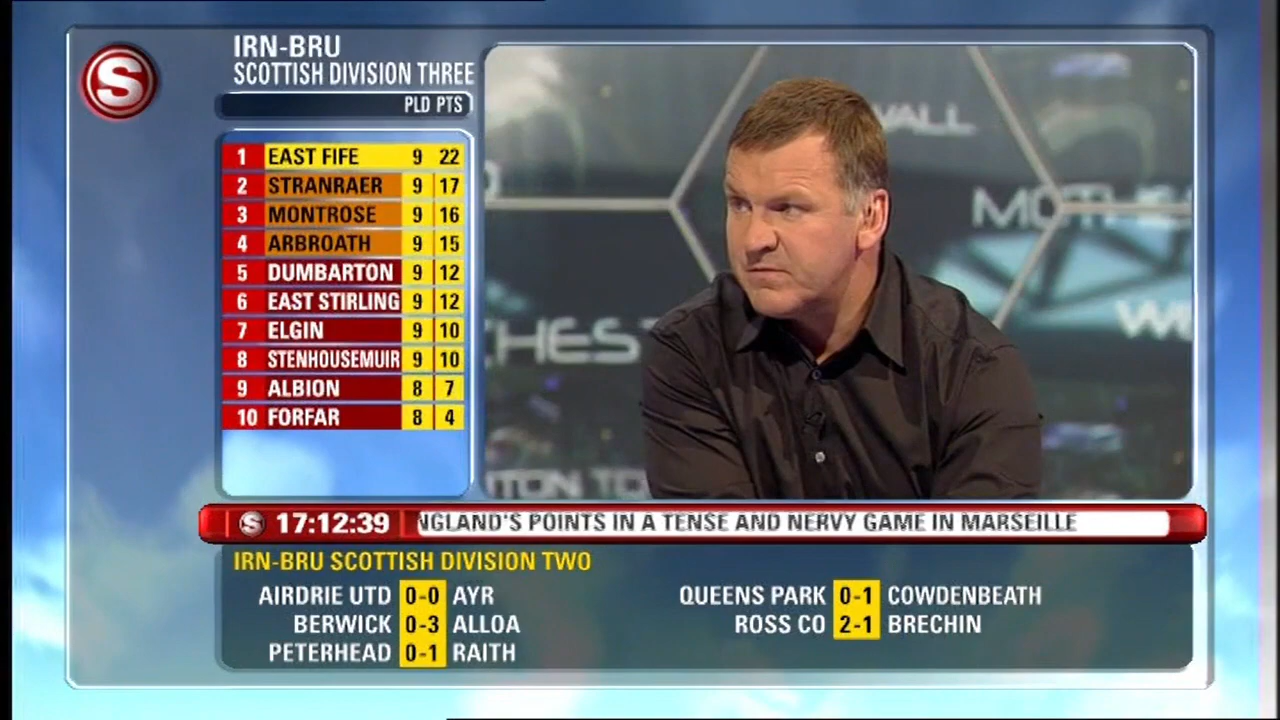 IRN-BRU
SCOTTISH DIVISION THREE
PLD PTS
1 EAST FIFE 9 22
2 STRANRAER 9 17
3 MONTROSE 9 16
4 ARBROATH 9 15
5 DUMBARTON 9 12
6 EAST STIRLING 9 12
7 ELGIN 9 10
8 STENHOUSEMUIR 9 10
9 ALBION 8 7
10 FORFAR 8 4
S 17:12:39 NGLAND'S POINTS IN A TENSE AND NERVY GAME IN MARSEILLE
IRN-BRU SCOTTISH DIVISION TWO
AIRDRIE UTD 0-0 AYR
BERWICK 0-3 ALLOA
PETERHEAD 0-1 RAITH
QUEENS PARK 0-1 COWDENBEATH
ROSS CO 2-1 BRECHIN
S